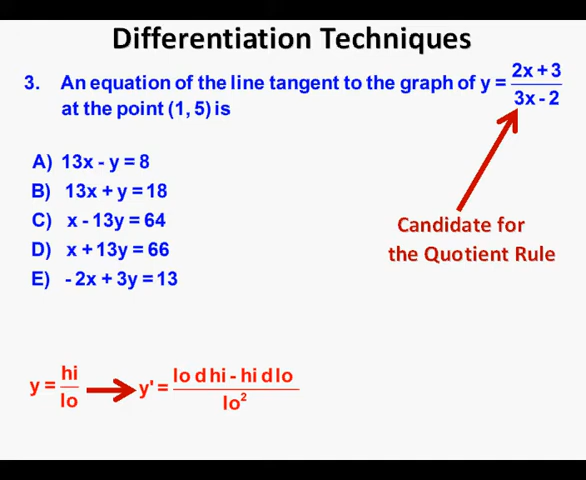 Differentiation Techniques
3. An equation of the line tangent to the graph of y = (2x + 3)/(3x - 2)
at the point (1, 5) is
A) 13x - y = 8
B) 13x + y = 18
C) x - 13y = 64
D) x + 13y = 66
E) - 2x + 3y = 13
Candidate for
the Quotient Rule
y = hi/lo → y' = (lo d hi - hi d lo)/lo²